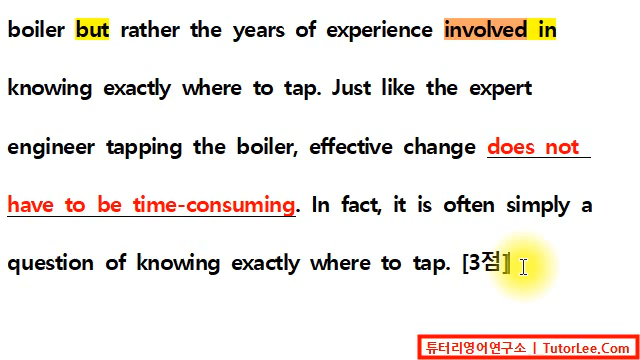 boiler but rather the years of experience involved in
knowing exactly where to tap. Just like the expert
engineer tapping the boiler, effective change does not
have to be time-consuming. In fact, it is often simply a
question of knowing exactly where to tap. [3점]
튜터리영어연구소 | TutorLee.Com